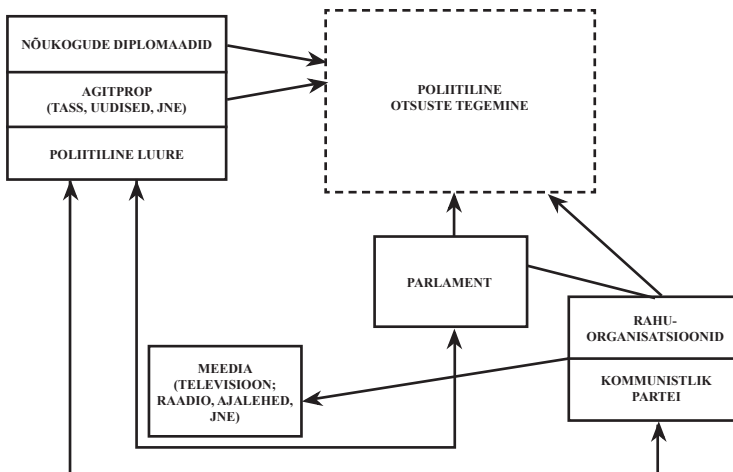 NÕUKOGUDE DIPLOMAADID
AGITPROP
(TASS, UUDISED, JNE)
POLIITILINE LUURE
POLIITILINE
OTSUSTE TEGEMINE
PARLAMENT
RAHU-
ORGANISATSIOONID
KOMMUNISTLIK
PARTEI
MEEDIA
(TELEVISIOON;
RAADIO, AJALEHED,
JNE)